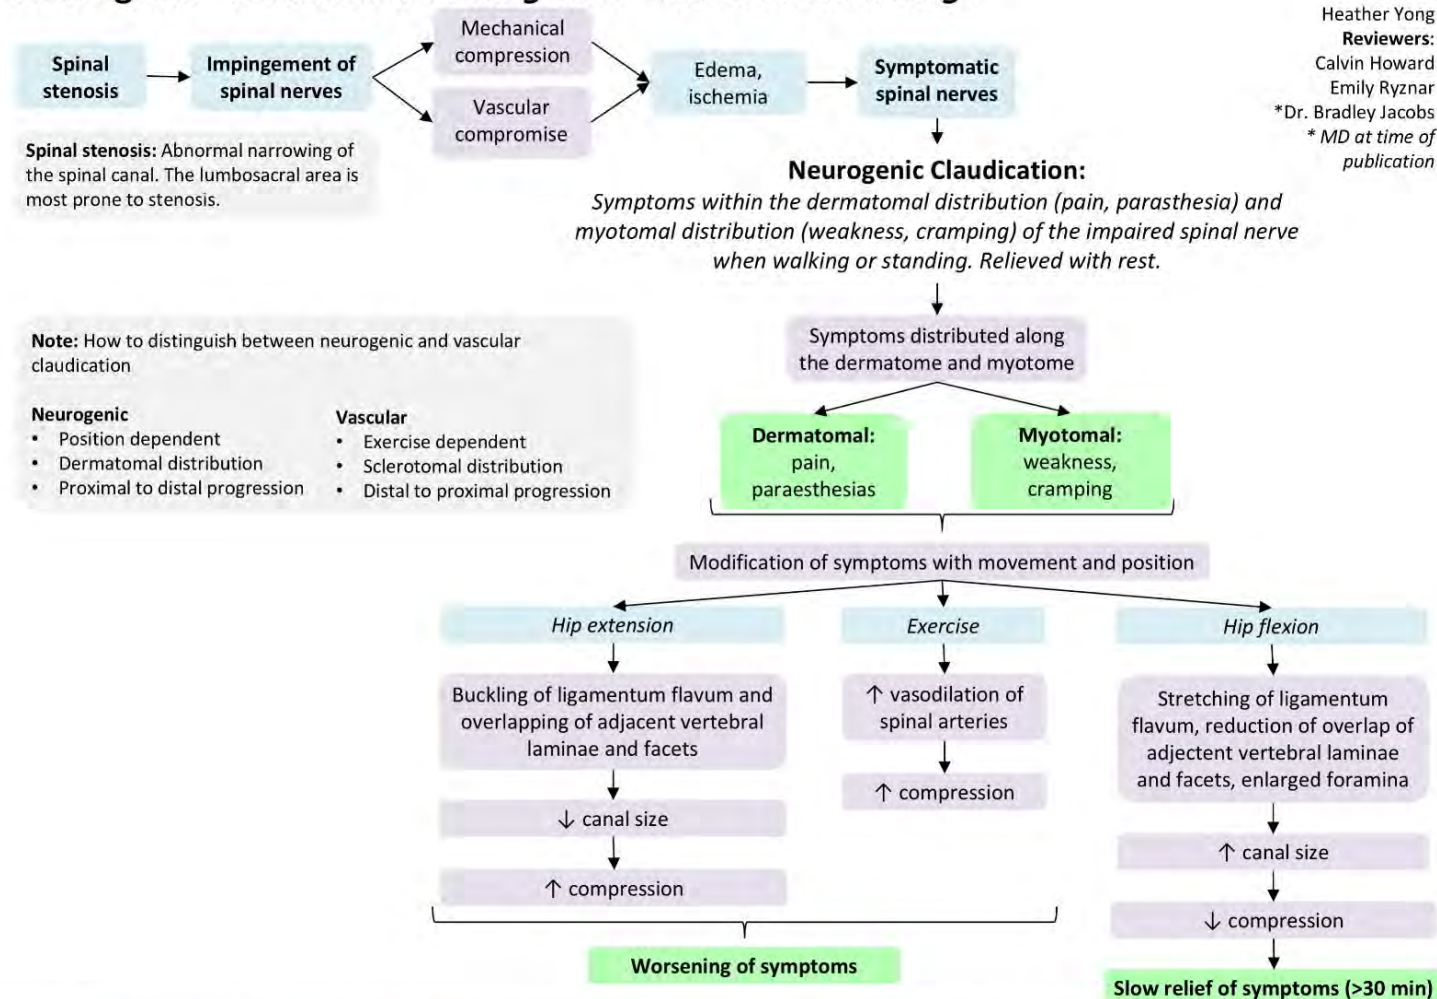 Heather Yong
Reviewers:
Calvin Howard
Emily Ryznar
*Dr. Bradley Jacobs
* MD at time of
publication
Spinal
stenosis
Impingement of
spinal nerves
Mechanical
compression
Vascular
compromise
Edema,
ischemia
Symptomatic
spinal nerves
Spinal stenosis: Abnormal narrowing of
the spinal canal. The lumbosacral area is
most prone to stenosis.
Neurogenic Claudication:
Symptoms within the dermatomal distribution (pain, parasthesia) and
myotomal distribution (weakness, cramping) of the impaired spinal nerve
when walking or standing. Relieved with rest.
Note: How to distinguish between neurogenic and vascular
claudication
Neurogenic
• Position dependent
• Dermatomal distribution
• Proximal to distal progression
Vascular
• Exercise dependent
• Sclerotomal distribution
• Distal to proximal progression
Symptoms distributed along
the dermatome and myotome
Dermatomal:
pain,
paraesthesias
Myotomal:
weakness,
cramping
Modification of symptoms with movement and position
Hip extension
Buckling of ligamentum flavum and
overlapping of adjacent vertebral
laminae and facets
↓ canal size
↑ compression
Exercise
↑ vasodilation of
spinal arteries
↑ compression
Worsening of symptoms
Hip flexion
Stretching of ligamentum
flavum, reduction of overlap of
adjectent vertebral laminae
and facets, enlarged foramina
↑ canal size
↓ compression
Slow relief of symptoms (>30 min)